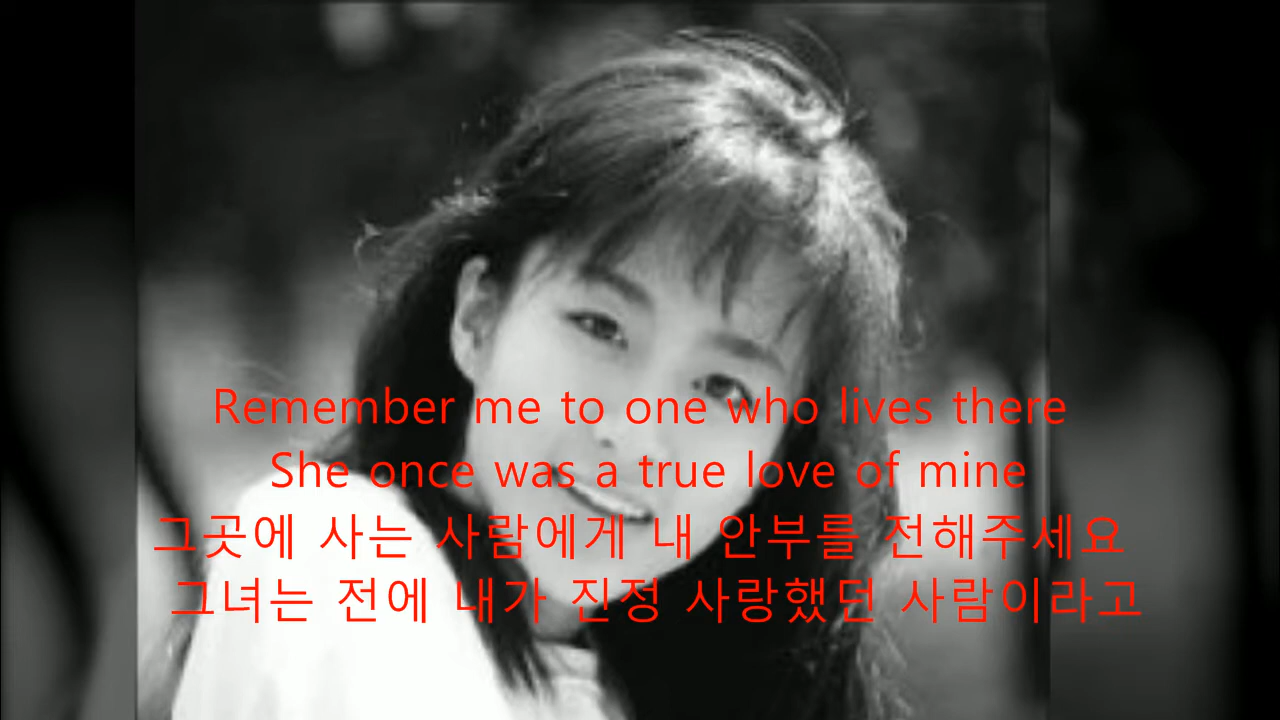 Remember me to one who lives there
She once was a true love of mine
그곳에 사는 사람에게 내 안부를 전해주세요
그녀는 전에 내가 진정 사랑했던 사람이라고